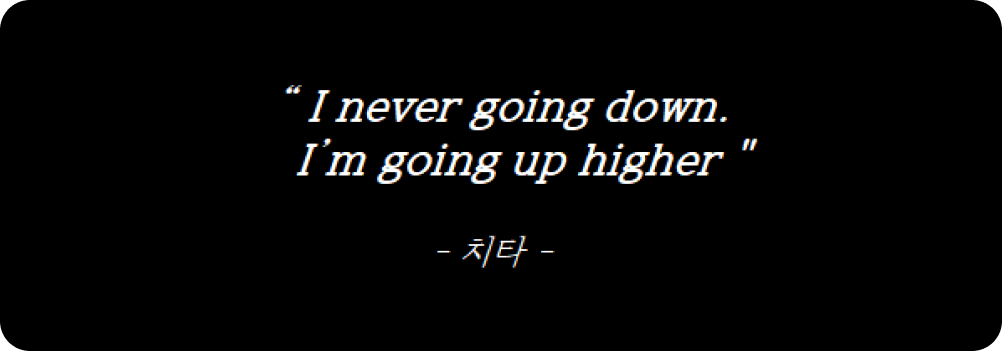 “ I never going down.
I’m going up higher "
- 치타 -